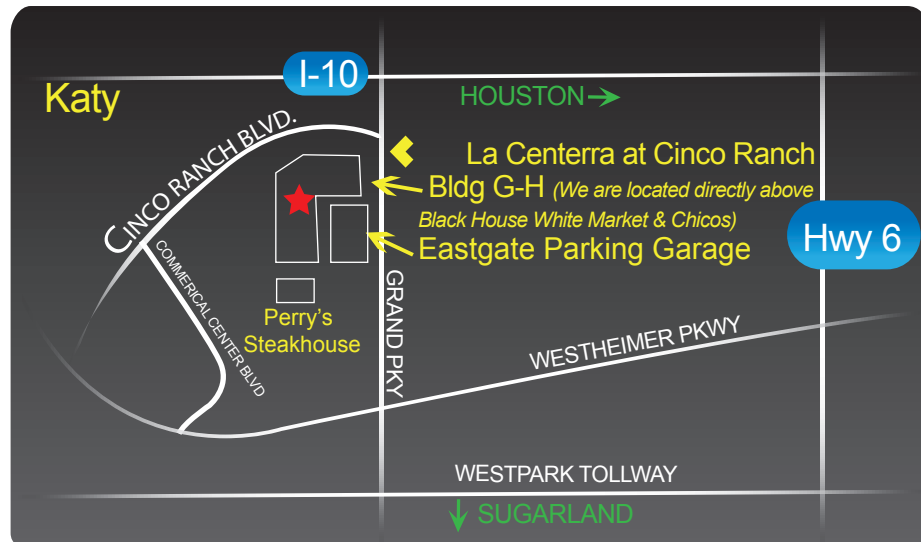 I-10
Katy
HOUSTON→
CINCO RANCH BLVD.
La Centerra at Cinco Ranch
Bldg G-H (We are located directly above
Black House White Market & Chicos)
Eastgate Parking Garage
Hwy 6
COMMERICAL CENTER BLVD
GRAND PKY
Perry's
Steakhouse
WESTHEIMER PKWY
WESTPARK TOLLWAY
↓ SUGARLAND